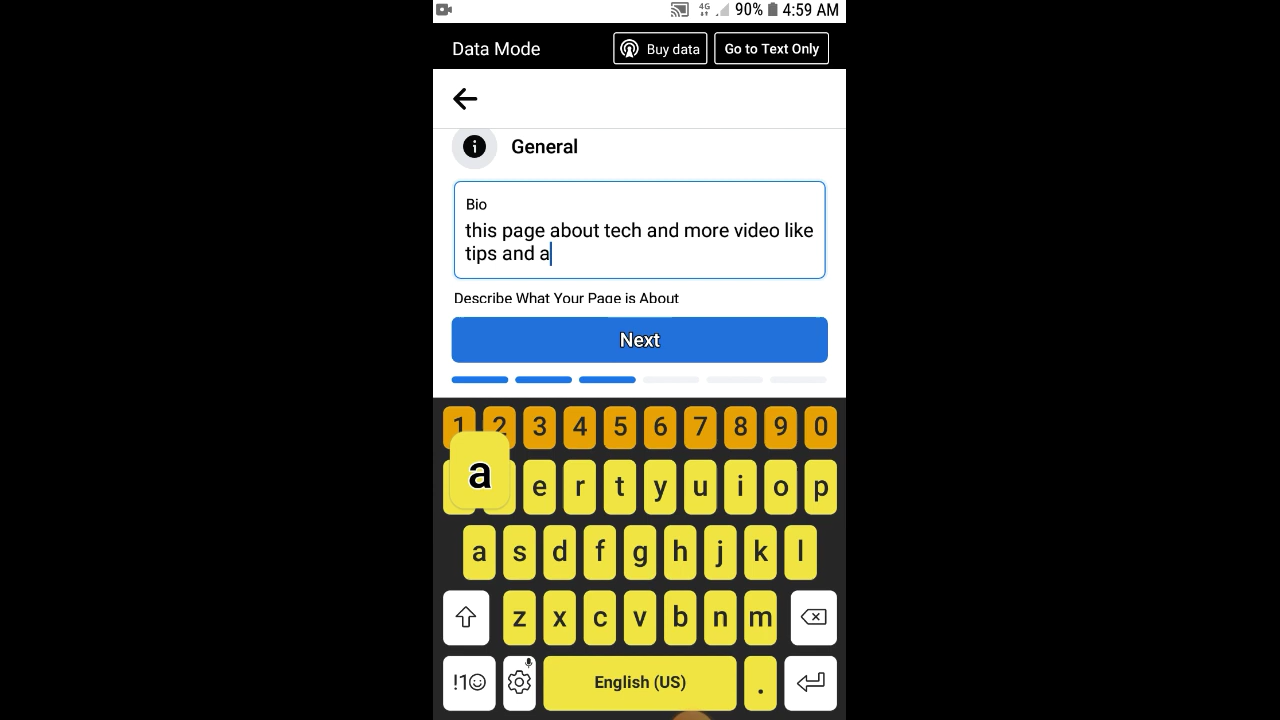 4G 90% 4:59 AM
Data Mode Buy data Go to Text Only
General
Bio
this page about tech and more video like
tips and a
Describe What Your Page is About
Next
1 2 3 4 5 6 7 8 9 0
a e r t y u i o p
a s d f g h j k l
z x c v b n m
!1☺ English (US) .